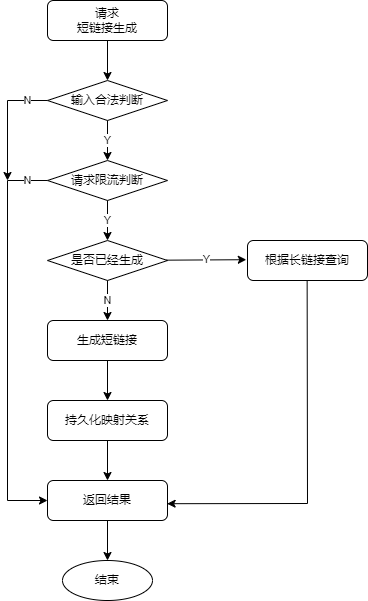 请求
短链接生成
输入合法判断
N
Y
请求限流判断
N
Y
是否已经生成
Y
根据长链接查询
N
生成短链接
持久化映射关系
返回结果
结束